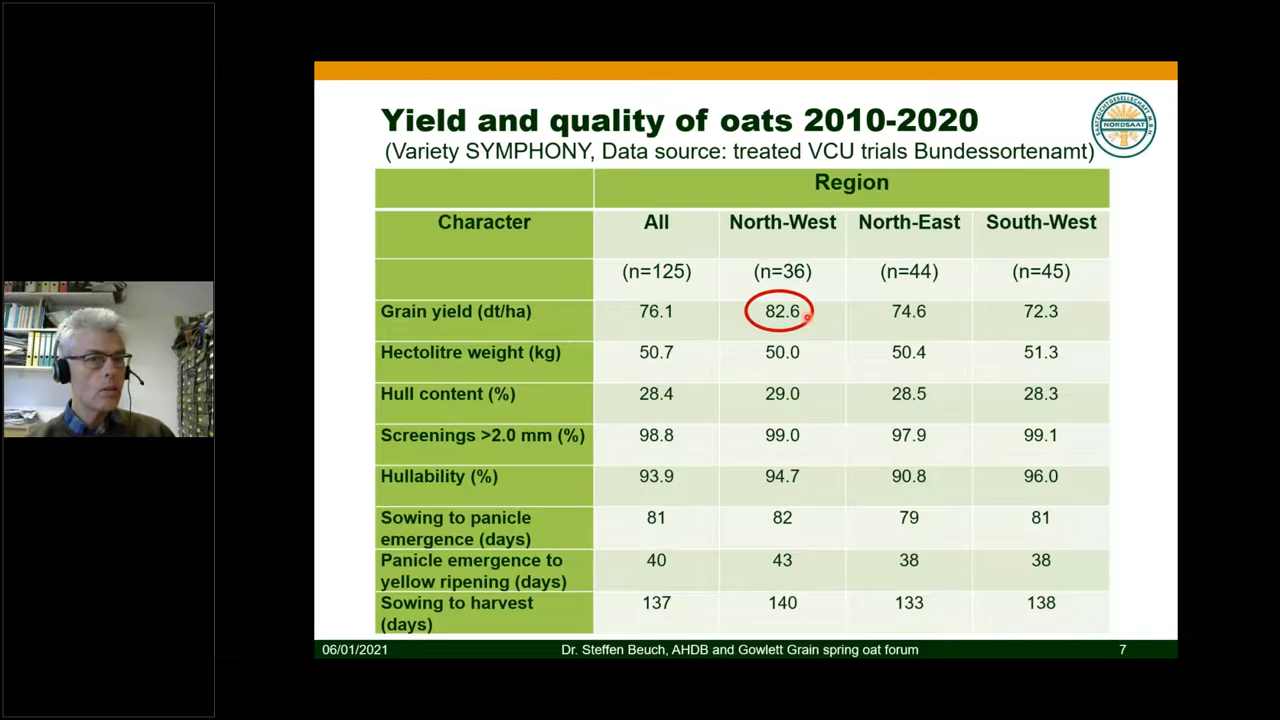 Yield and quality of oats 2010-2020
(Variety SYMPHONY, Data source: treated VCU trials Bundessortenamt)
SAATZUCHTGESELLSCHAFT M.B.H.
NORDSAAT
Region
Character All North-West North-East South-West
(n=125) (n=36) (n=44) (n=45)
Grain yield (dt/ha) 76.1 82.6 74.6 72.3
Hectolitre weight (kg) 50.7 50.0 50.4 51.3
Hull content (%) 28.4 29.0 28.5 28.3
Screenings >2.0 mm (%) 98.8 99.0 97.9 99.1
Hullability (%) 93.9 94.7 90.8 96.0
Sowing to panicle 81 82 79 81
emergence (days)
Panicle emergence to 40 43 38 38
yellow ripening (days)
Sowing to harvest 137 140 133 138
(days)
06/01/2021 Dr. Steffen Beuch, AHDB and Gowlett Grain spring oat forum 7